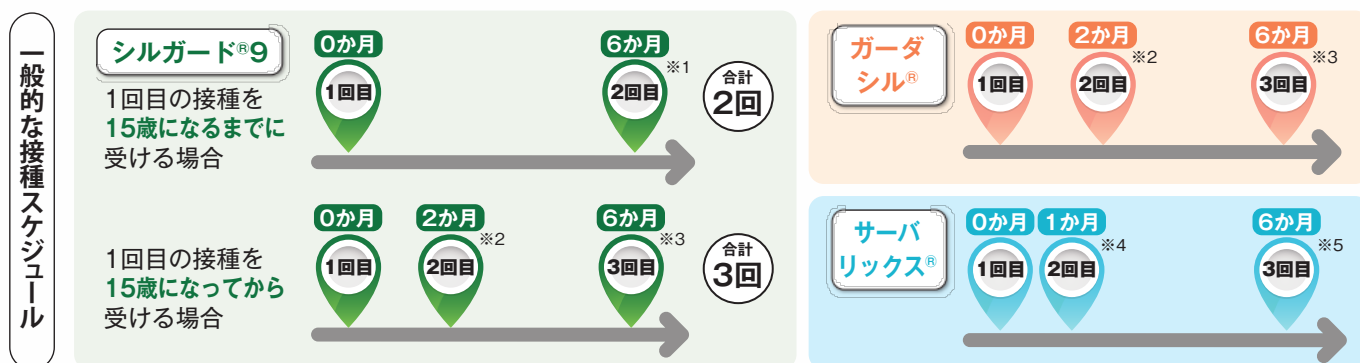 一般的な接種スケジュール
シルガード®9
1回目の接種を
15歳になるまでに
受ける場合
0か月
6か月
1回目
2回目
※1
合計
2回
1回目の接種を
15歳になってから
受ける場合
0か月
2か月
6か月
1回目
2回目
※2
3回目
※3
合計
3回
ガーダ
シル®
0か月
2か月
6か月
1回目
2回目
※2
3回目
※3
サーバ
リックス®
0か月
1か月
6か月
1回目
2回目
※4
3回目
※5